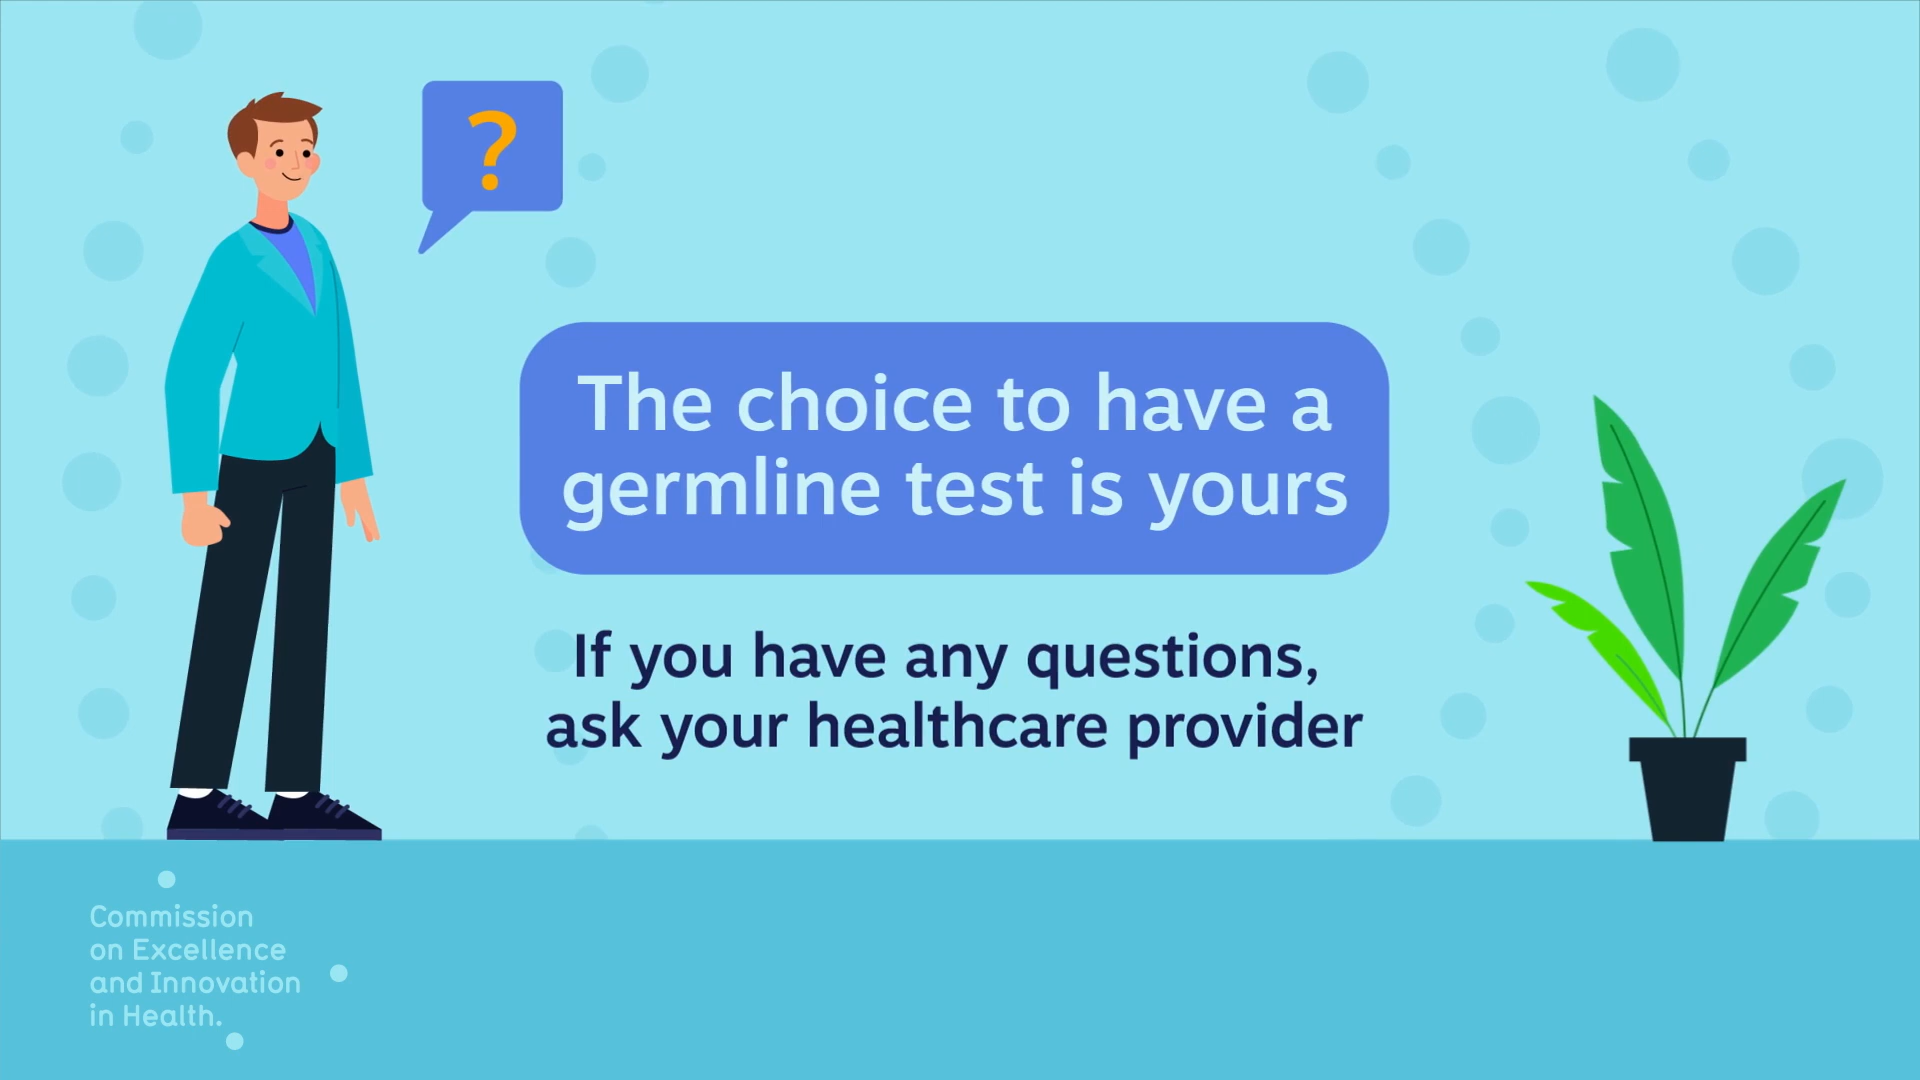 ?
The choice to have a
germline test is yours
If you have any questions,
ask your healthcare provider
Commission
on Excellence
and Innovation
in Health.